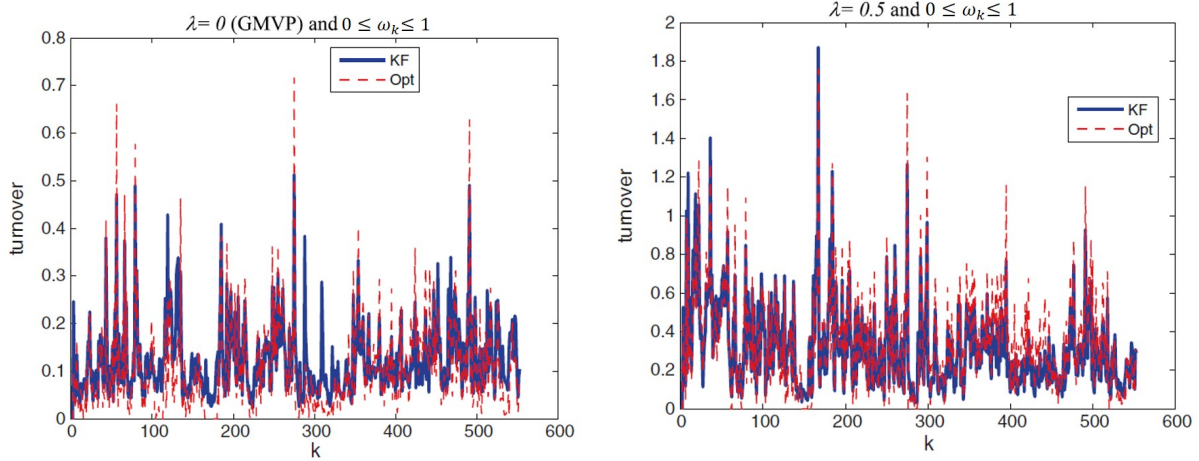 λ= 0 (GMVP) and 0 ≤ ω_k ≤ 1
0.8
0.7
0.6
0.5
0.4
0.3
0.2
0.1
0
turnover
KF
Opt
0 100 200 300 400 500 600
k
λ= 0.5 and 0 ≤ ω_k ≤ 1
2
1.8
1.6
1.4
1.2
1
0.8
0.6
0.4
0.2
0
turnover
KF
Opt
0 100 200 300 400 500 600
k